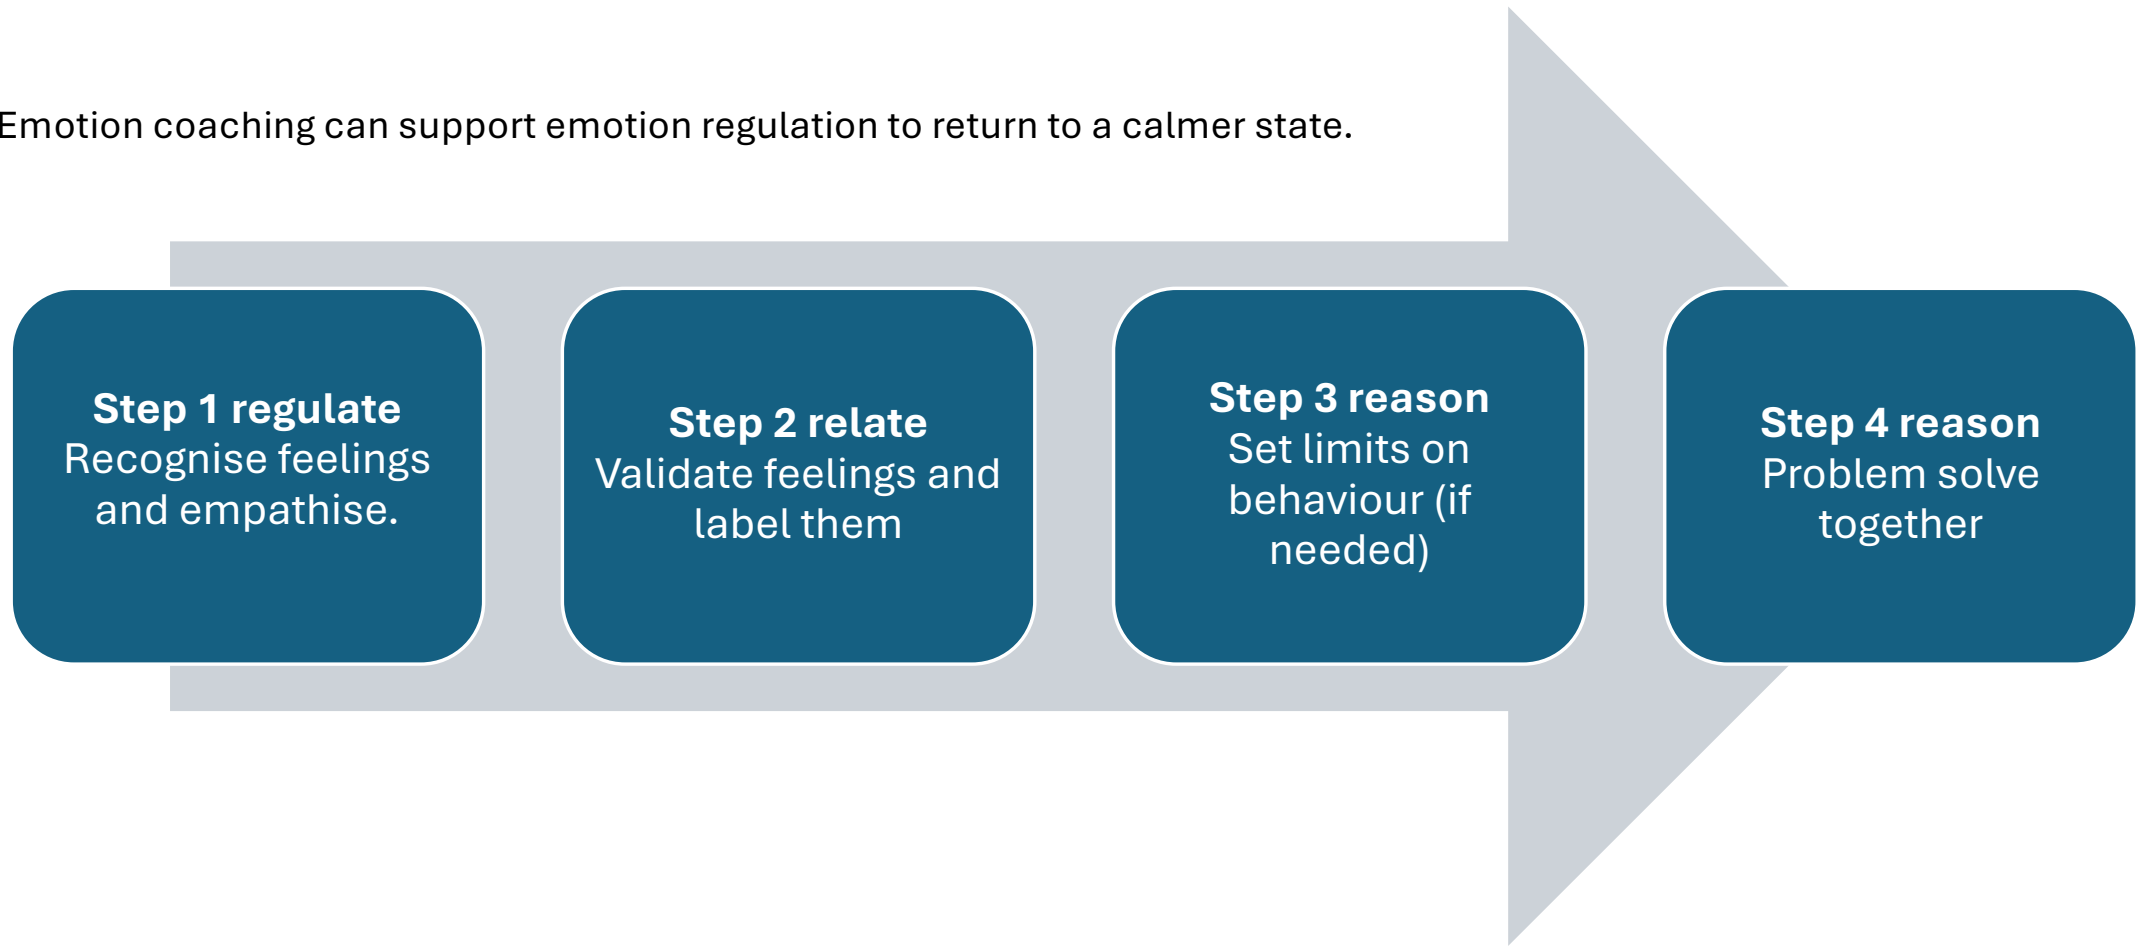 Emotion coaching can support emotion regulation to return to a calmer state.
Step 1 regulate
Recognise feelings
and empathise.
Step 2 relate
Validate feelings and
label them
Step 3 reason
Set limits on
behaviour (if
needed)
Step 4 reason
Problem solve
together